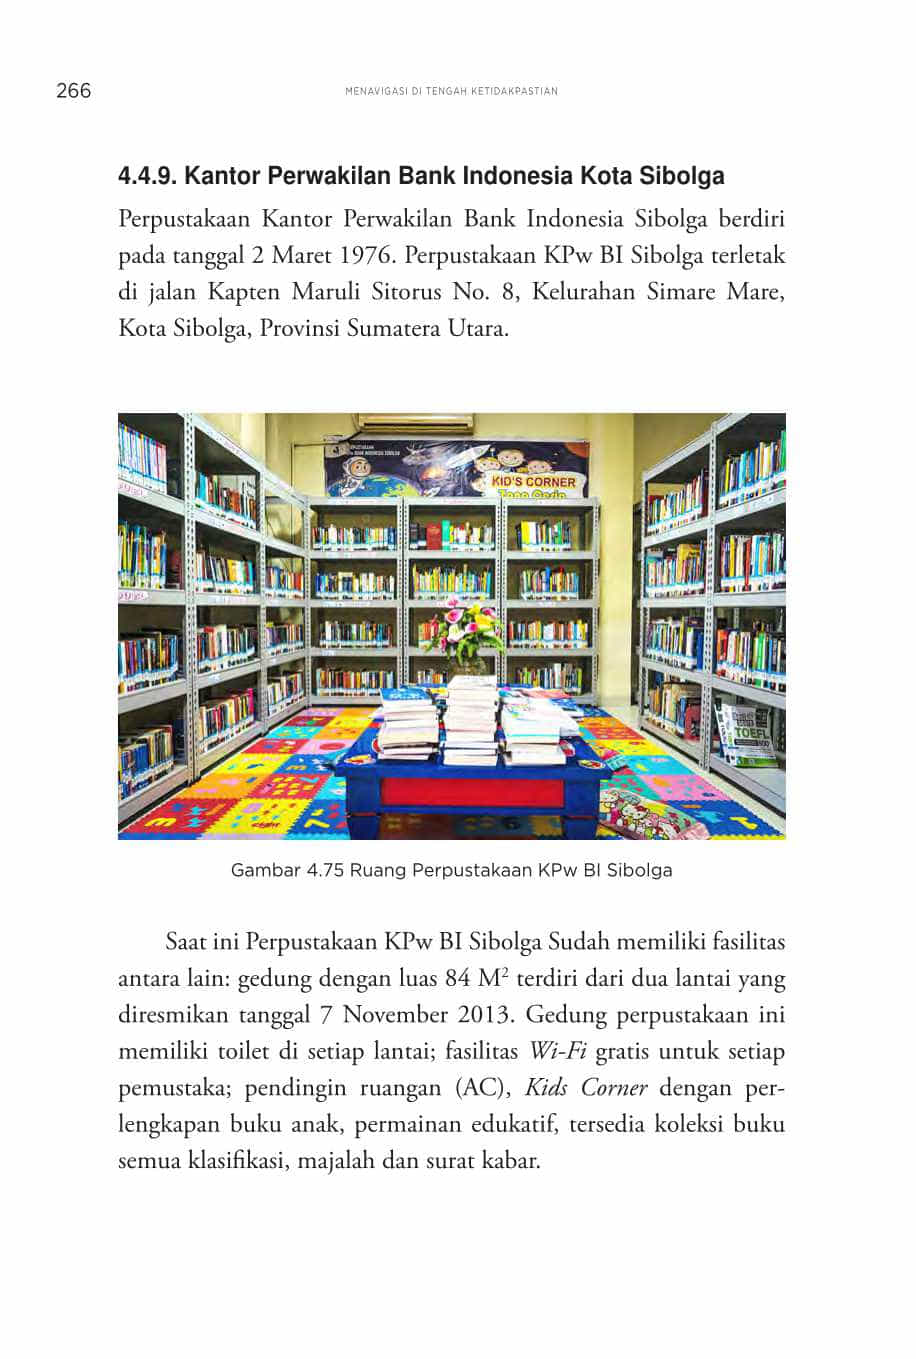 266
MENAVIGASI DI TENGAH KETIDAKPASTIAN
4.4.9. Kantor Perwakilan Bank Indonesia Kota Sibolga
Perpustakaan Kantor Perwakilan Bank Indonesia Sibolga berdiri
pada tanggal 2 Maret 1976. Perpustakaan KPw BI Sibolga terletak
di jalan Kapten Maruli Sitorus No. 8, Kelurahan Simare Mare,
Kota Sibolga, Provinsi Sumatera Utara.
KID'S CORNER
TOEFL
Gambar 4.75 Ruang Perpustakaan KPw BI Sibolga
Saat ini Perpustakaan KPw BI Sibolga Sudah memiliki fasilitas
antara lain: gedung dengan luas 84 M² terdiri dari dua lantai yang
diresmikan tanggal 7 November 2013. Gedung perpustakaan ini
memiliki toilet di setiap lantai; fasilitas Wi-Fi gratis untuk setiap
pemustaka; pendingin ruangan (AC), Kids Corner dengan per-
lengkapan buku anak, permainan edukatif, tersedia koleksi buku
semua klasifikasi, majalah dan surat kabar.